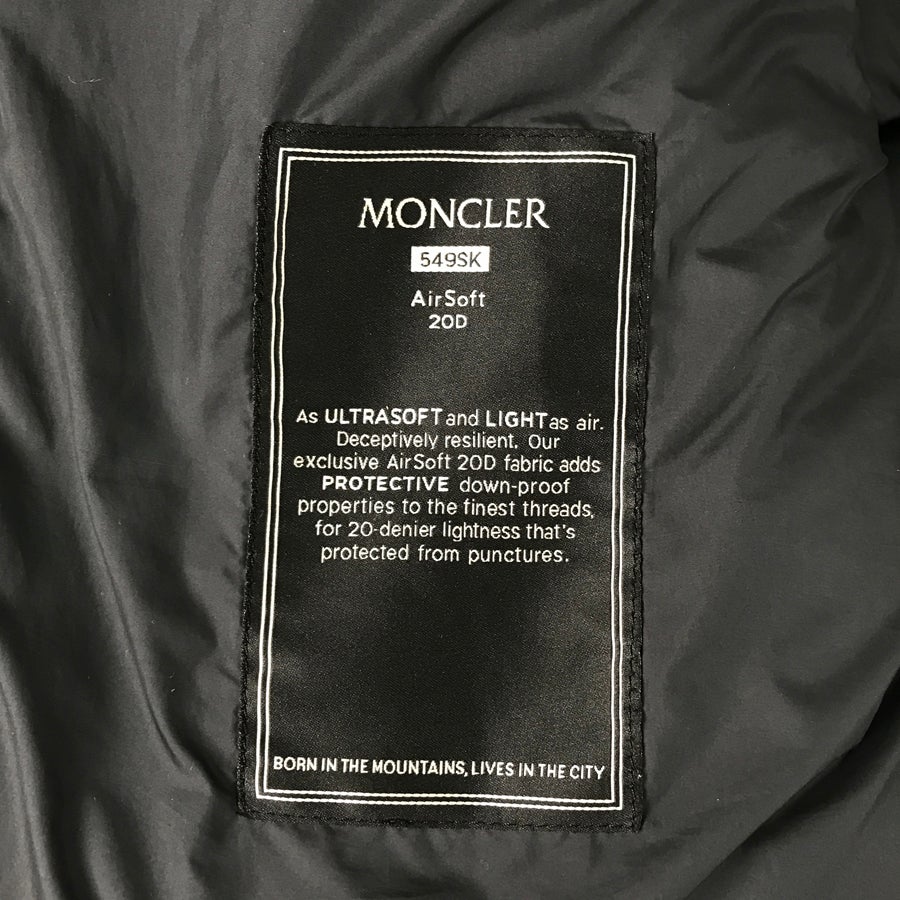 MONCLER
549SK
AirSoft
20D
As ULTRASOFT and LIGHT as air.
Deceptively resilient. Our
exclusive AirSoft 20D fabric adds
PROTECTIVE down-proof
properties to the finest threads,
for 20-denier lightness that's
protected from punctures.
BORN IN THE MOUNTAINS, LIVES IN THE CITY